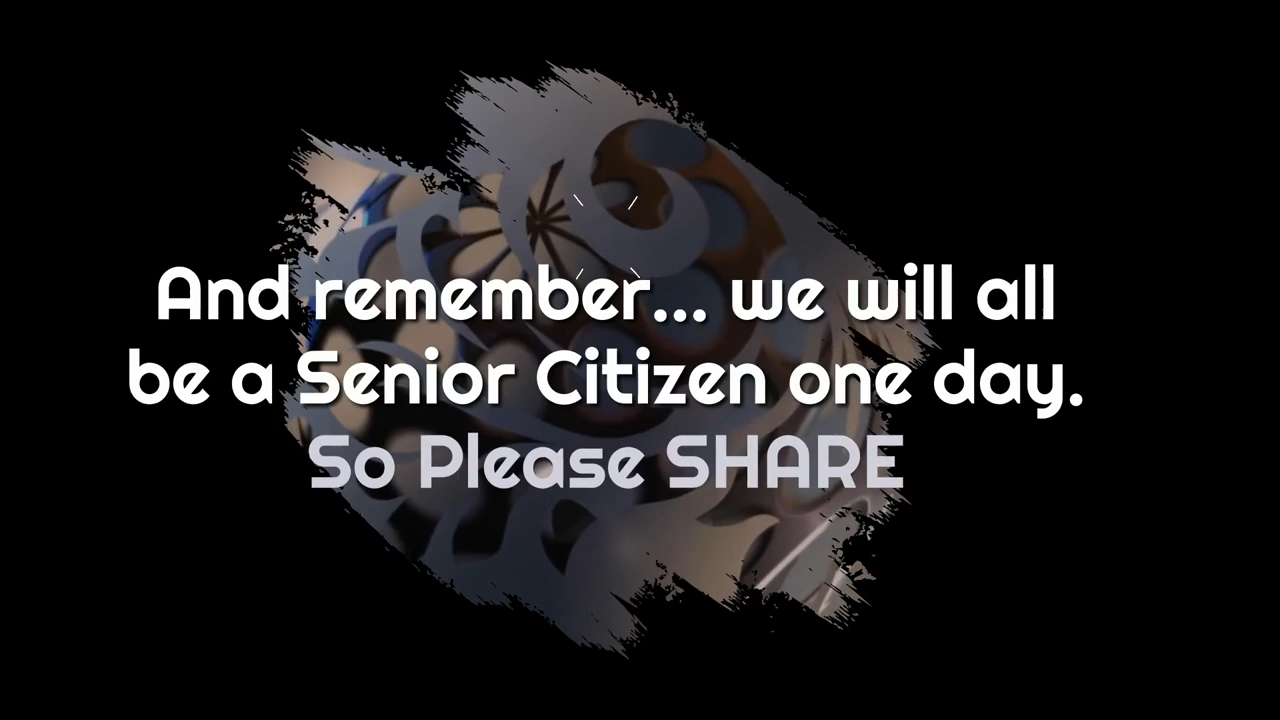 And remember... we will all
be a Senior Citizen one day.
So Please SHARE